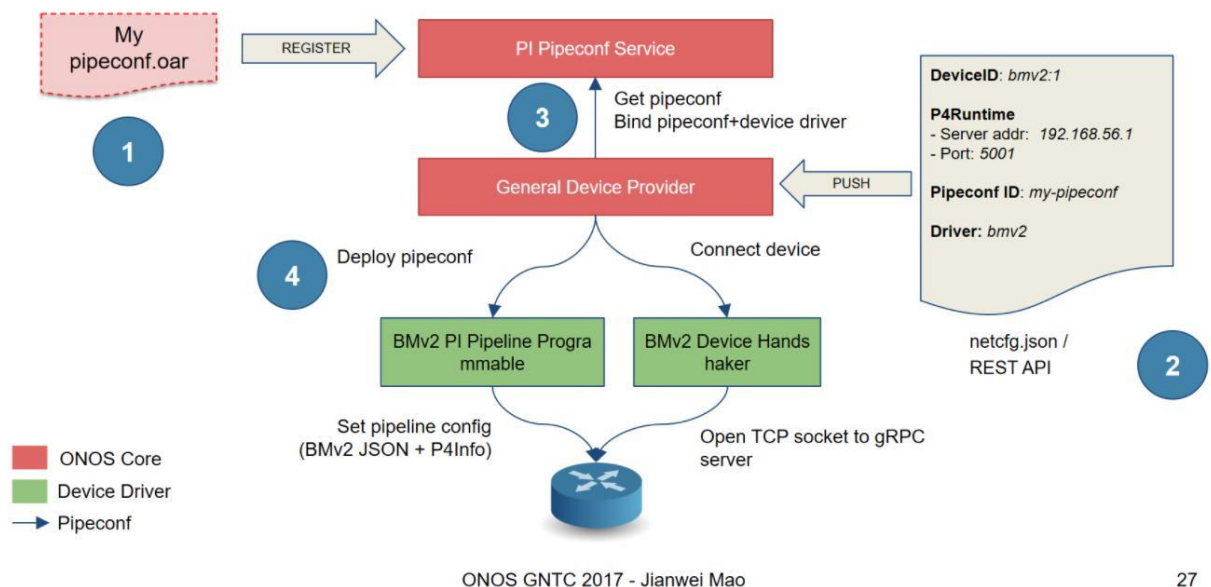 My
pipeconf.oar
REGISTER
PI Pipeconf Service
1
3
Get pipeconf
Bind pipeconf+device driver
DeviceID: bmv2:1
P4Runtime
- Server addr: 192.168.56.1
- Port: 5001
Pipeconf ID: my-pipeconf
Driver: bmv2
General Device Provider
PUSH
4
Deploy pipeconf
Connect device
BMv2 PI Pipeline Progra
mmable
BMv2 Device Hands
haker
netcfg.json /
REST API
2
Set pipeline config
(BMv2 JSON + P4Info)
Open TCP socket to gRPC
server
ONOS Core
Device Driver
Pipeconf
ONOS GNTC 2017 - Jianwei Mao
27